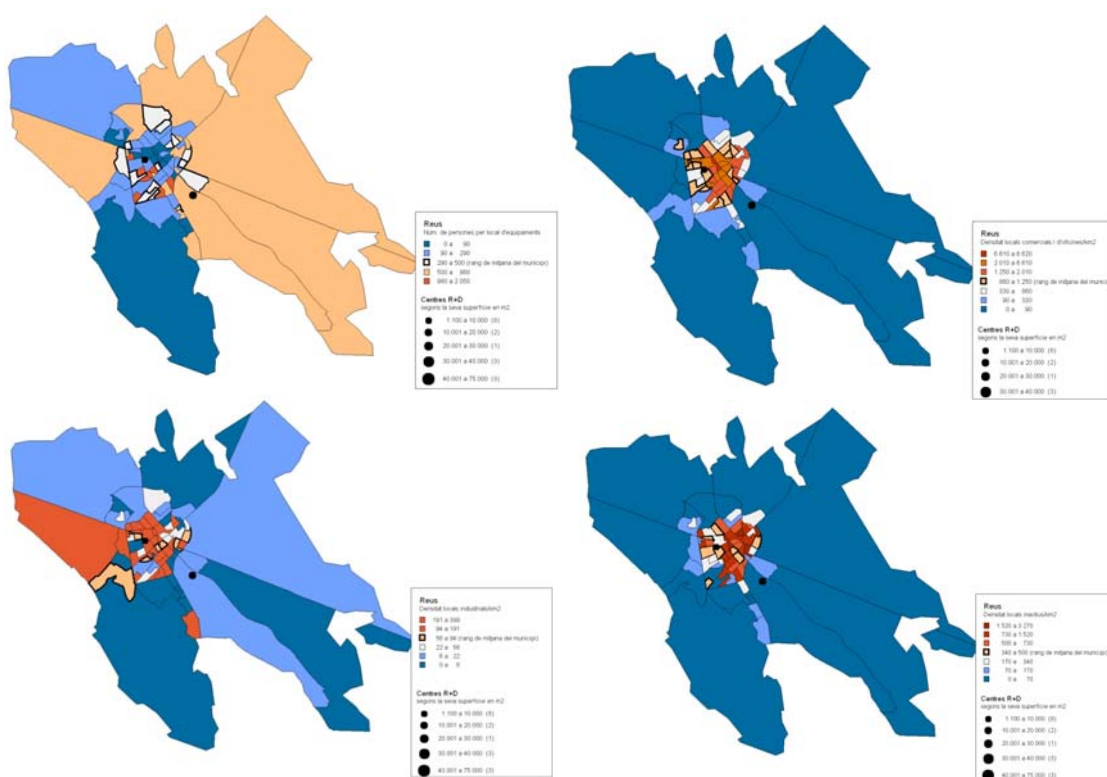 Reus
Núm. de persones per local d'equipaments
0 a 90
90 a 290
290 a 500 (rang de mitjana del municipi)
500 a 980
980 a 2.050
Centres R+D
segons la seva superfície en m2
1.100 a 10.000 (6)
10.001 a 20.000 (2)
20.001 a 30.000 (1)
30.001 a 40.000 (3)
40.001 a 75.000 (3)
Reus
Densitat locals comercials i d'oficines/km2
6.610 a 6.620
2.010 a 6.610
1.250 a 2.010
a 1.250 (rang de mitjana del municipi)
330 a
90 a 330
0 a 90
Centres R+D
segons la seva superfície en m2
1.100 a 10.000 (6)
10.001 a 20.000 (2)
20.001 a 30.000 (1)
30.001 a 40.000 (3)
Reus
Densitat locals industrials/km2
191 a
94 a 191
a 94 (rang de mitjana del municipi)
22 a
a 22
0 a
Centres R+D
segons la seva superfície en m2
1.100 a 10.000
10.001 a 20.000 (2)
20.001 a 30.000 (1)
30.001 a 40.000 (3)
40.001 a 75.000 (3)
Reus
Densitat locals inactius/km2
1.520 a 3.270
730 a 1.520
500 a 730
340 a 500 (rang de mitjana del municipi)
170 a 340
70 a 170
0 a 70
Centres R+D
segons la seva superfície en m2
1.100 a 10.000 (6)
10.001 a 20.000 (2)
20.001 a 30.000 (1)
30.001 a 40.000 (3)
40.001 a 75.000 (3)